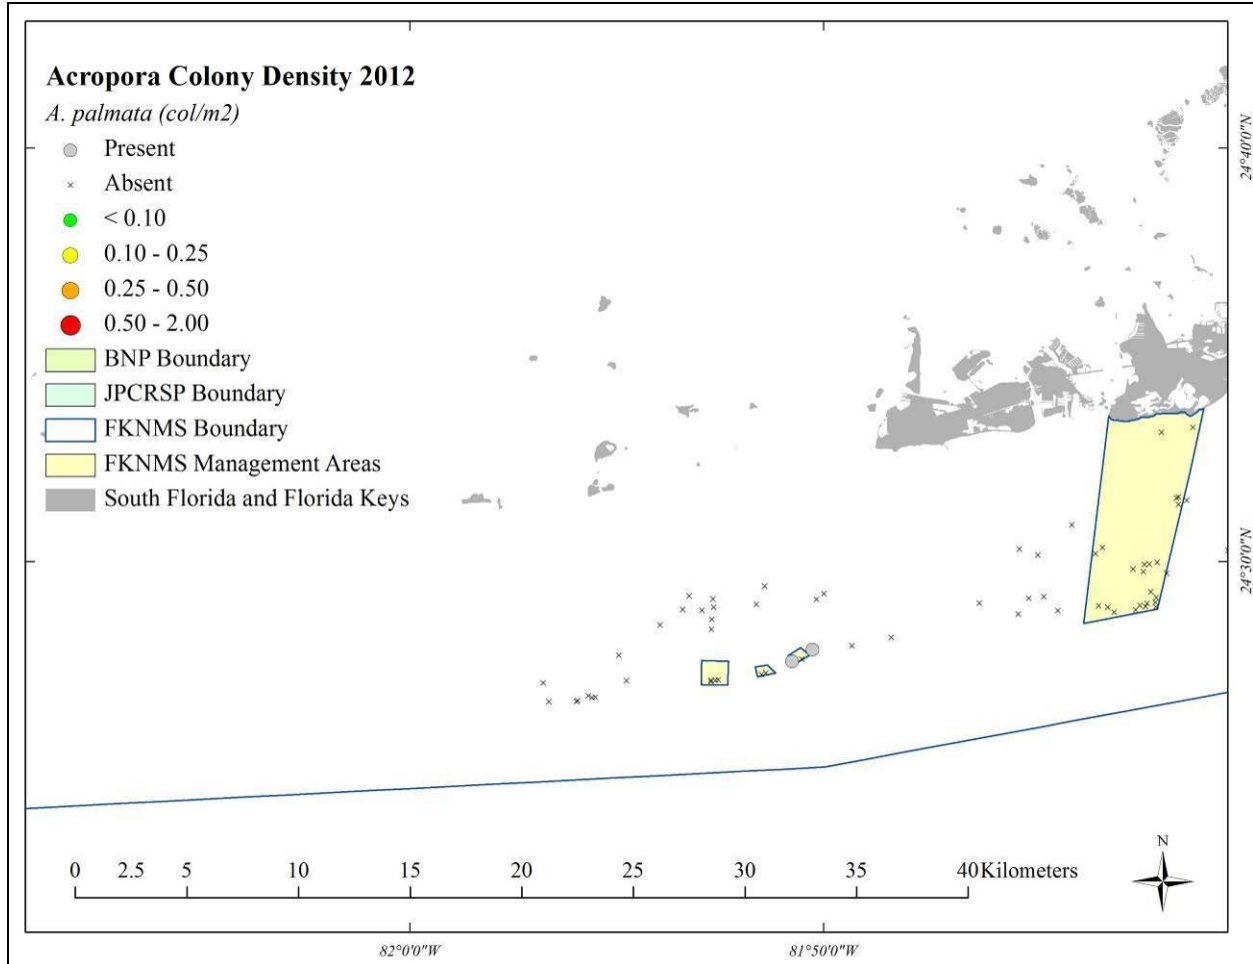 Acropora Colony Density 2012
A. palmata (col/m2)
Present
Absent
< 0.10
0.10 - 0.25
0.25 - 0.50
0.50 - 2.00
BNP Boundary
JPCRSP Boundary
FKNMS Boundary
FKNMS Management Areas
South Florida and Florida Keys
24°40'0"N
24°30'0"N
0 2.5 5 10 15 20 25 30 35 40 Kilometers
N
82°0'0"W 81°50'0"W